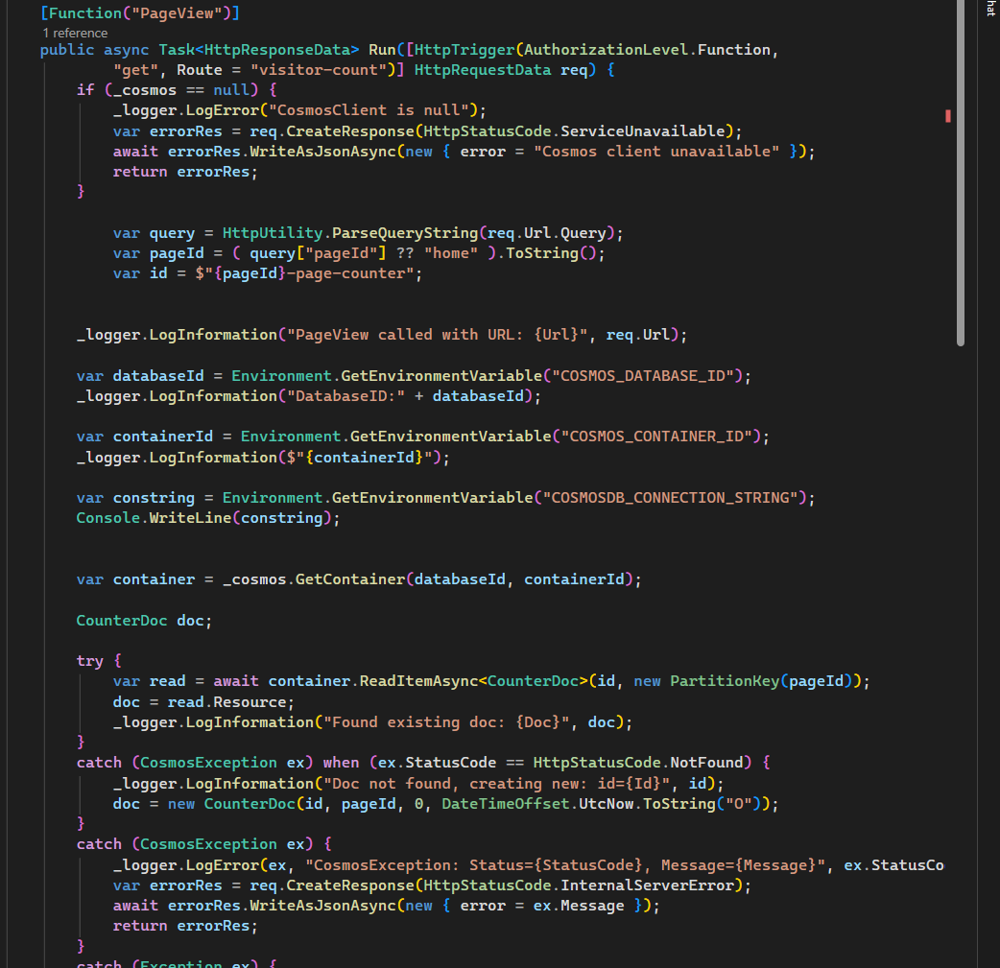 [Function("PageView")]
1 reference
public async Task<HttpResponseData> Run([HttpTrigger(AuthorizationLevel.Function,
"get", Route = "visitor-count")] HttpRequestData req) {
if (_cosmos == null) {
_logger.LogError("CosmosClient is null");
var errorRes = req.CreateResponse(HttpStatusCode.ServiceUnavailable);
await errorRes.WriteAsJsonAsync(new { error = "Cosmos client unavailable" });
return errorRes;
}
var query = HttpUtility.ParseQueryString(req.Url.Query);
var pageId = ( query["pageId"] ?? "home" ).ToString();
var id = $"{pageId}-page-counter";
_logger.LogInformation("PageView called with URL: {Url}", req.Url);
var databaseId = Environment.GetEnvironmentVariable("COSMOS_DATABASE_ID");
_logger.LogInformation("DatabaseID:" + databaseId);
var containerId = Environment.GetEnvironmentVariable("COSMOS_CONTAINER_ID");
_logger.LogInformation($"{containerId}");
var constring = Environment.GetEnvironmentVariable("COSMOSDB_CONNECTION_STRING");
Console.WriteLine(constring);
var container = _cosmos.GetContainer(databaseId, containerId);
CounterDoc doc;
try {
var read = await container.ReadItemAsync<CounterDoc>(id, new PartitionKey(pageId));
doc = read.Resource;
_logger.LogInformation("Found existing doc: {Doc}", doc);
}
catch (CosmosException ex) when (ex.StatusCode == HttpStatusCode.NotFound) {
_logger.LogInformation("Doc not found, creating new: id={Id}", id);
doc = new CounterDoc(id, pageId, 0, DateTimeOffset.UtcNow.ToString("O"));
}
catch (CosmosException ex) {
_logger.LogError(ex, "CosmosException: Status={StatusCode}, Message={Message}", ex.StatusCo
var errorRes = req.CreateResponse(HttpStatusCode.InternalServerError);
await errorRes.WriteAsJsonAsync(new { error = ex.Message });
return errorRes;
}
catch (Exception ex) {
hat